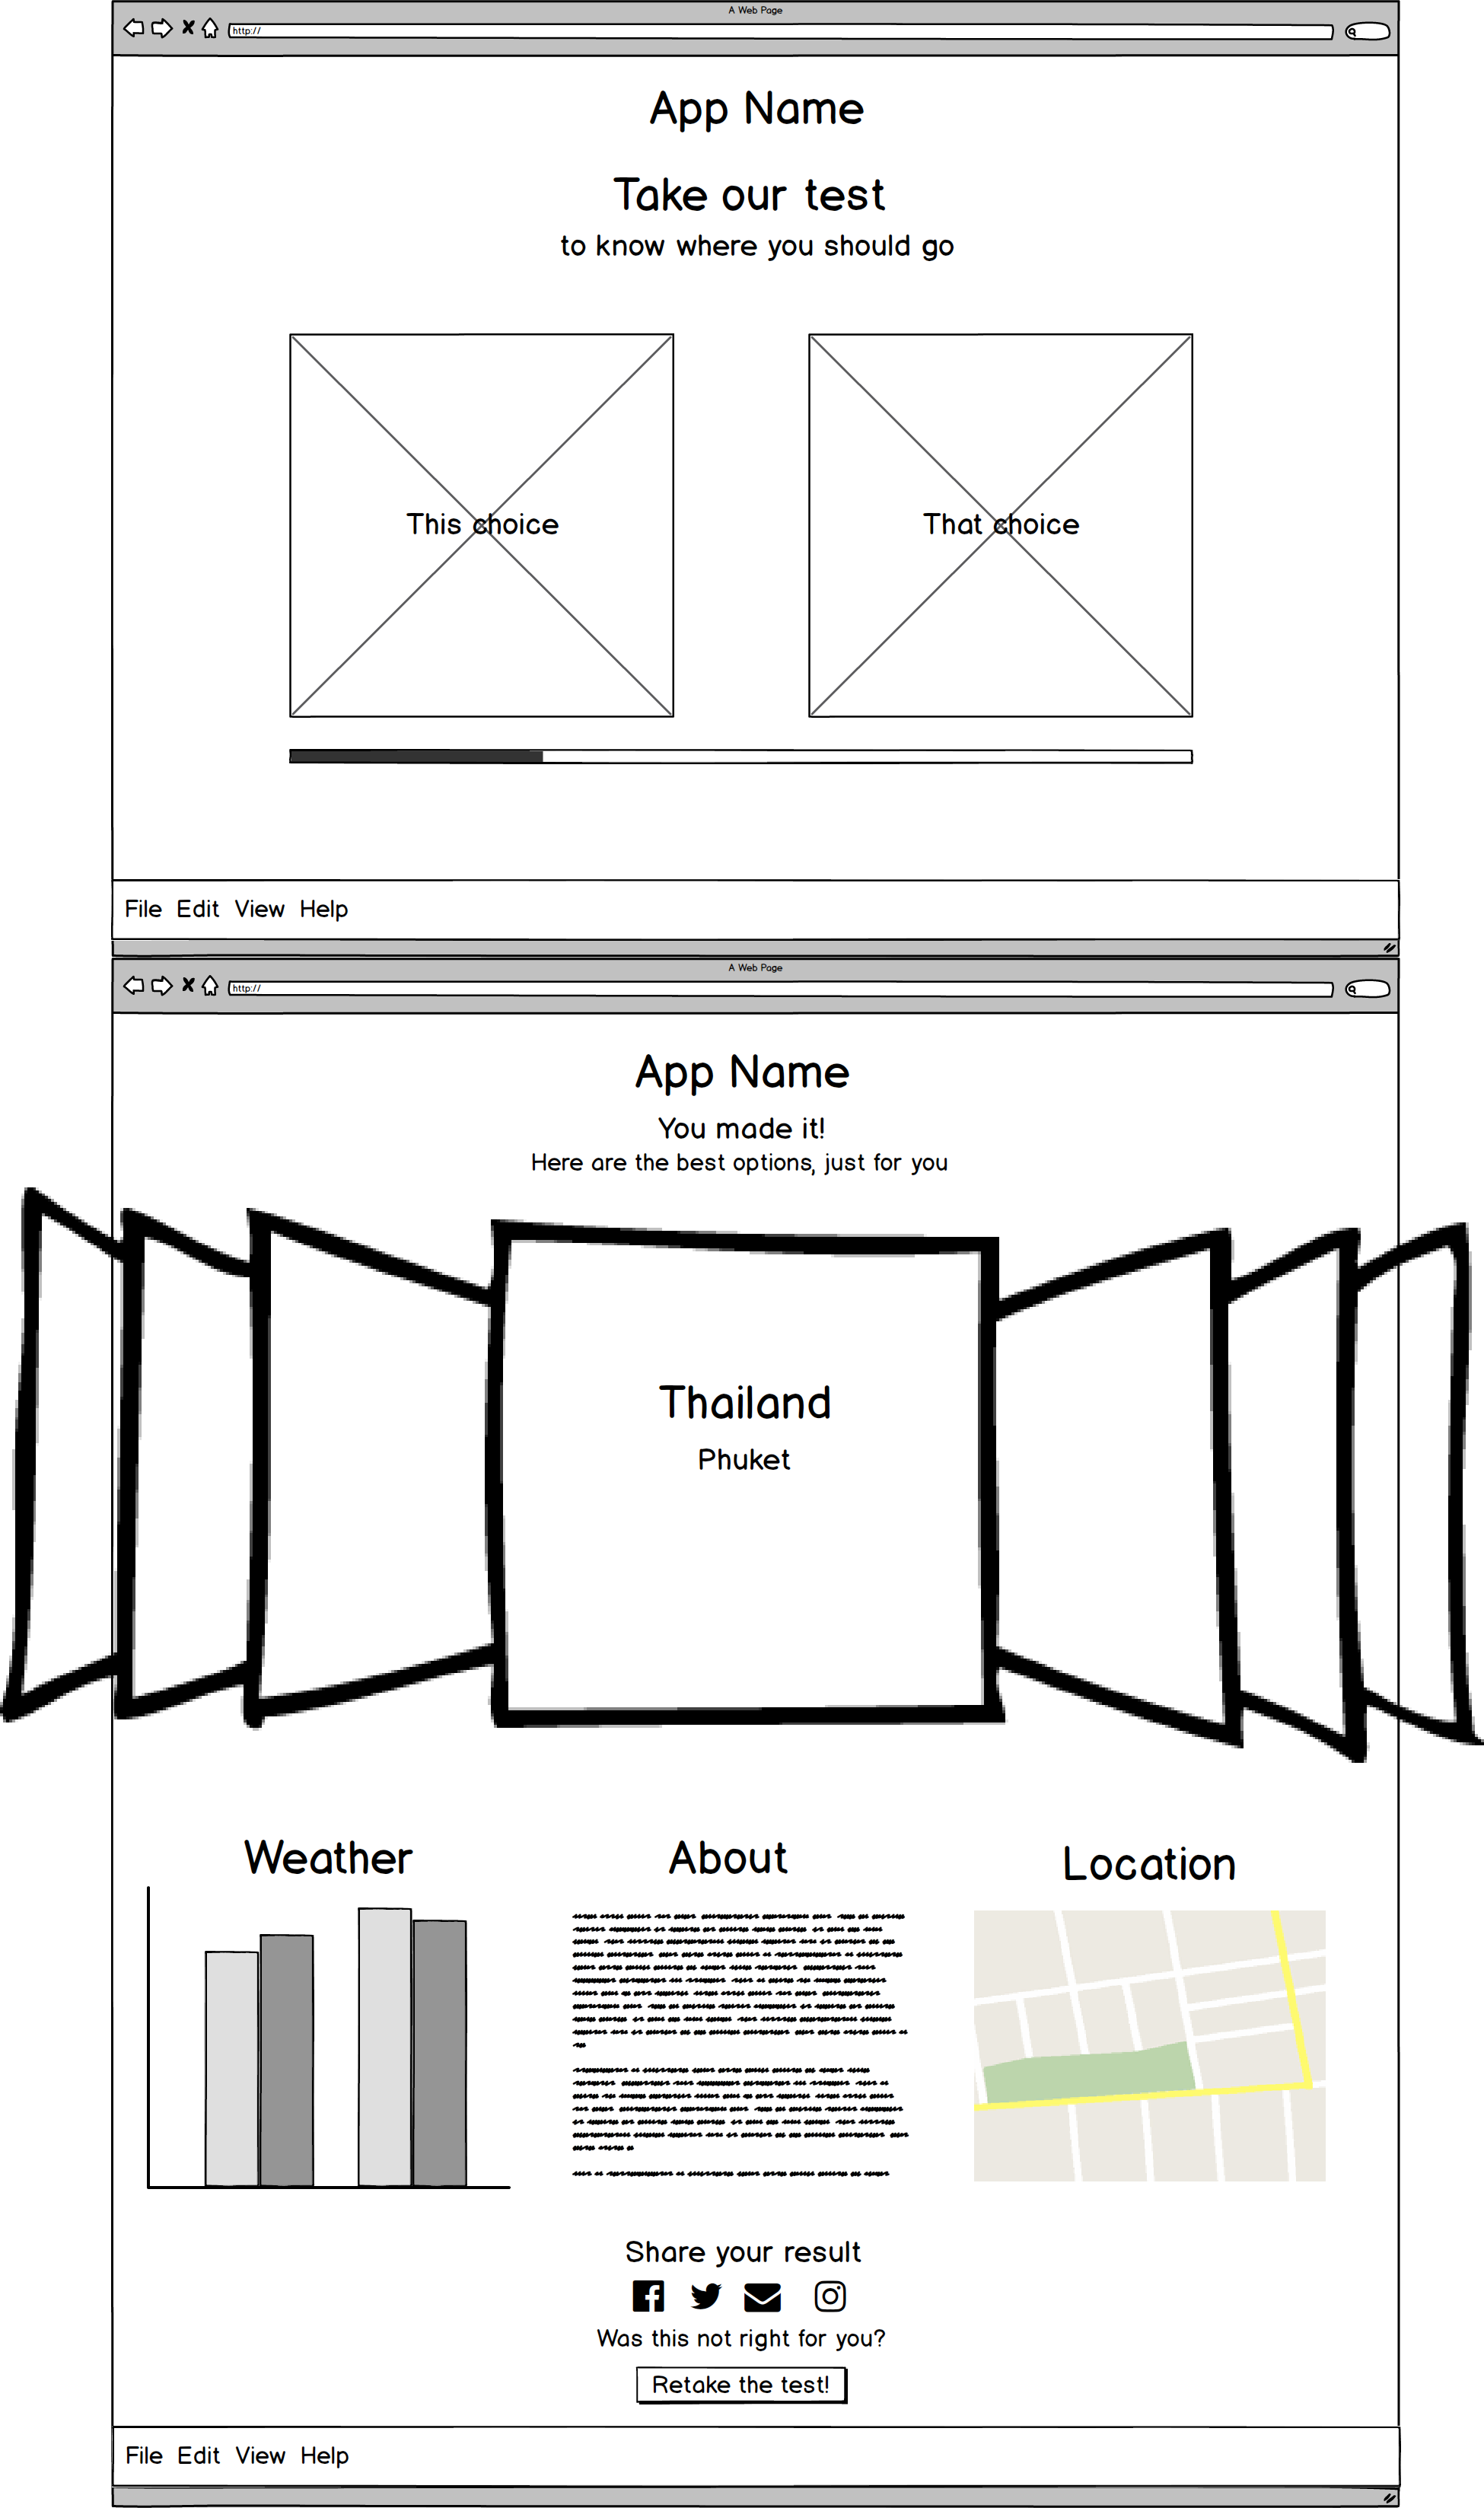 A Web Page
http://
App Name
Take our test
to know where you should go
This choice
That choice
File Edit View Help
A Web Page
http://
App Name
You made it!
Here are the best options, just for you
Thailand
Phuket
Weather
About
Location
Share your result
Was this not right for you?
Retake the test!
File Edit View Help